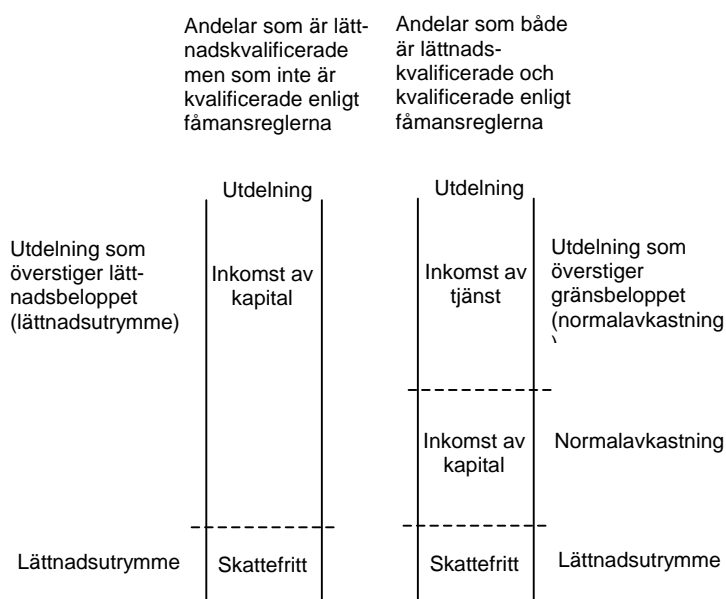 Andelar som är lätt-
nadskvalificerade
men som inte är
kvalificerade enligt
fåmansreglerna
Andelar som både
är lättnads-
kvalificerade och
kvalificerade enligt
fåmansreglerna
Utdelning
Utdelning
Utdelning som
överstiger lätt-
nadsbeloppet
(lättnadsutrymme)
Inkomst av
kapital
Inkomst av
tjänst
Utdelning som
överstiger
gränsbeloppet
(normalavkastning
)
Inkomst av
kapital
Normalavkastning
Lättnadsutrymme
Skattefritt
Skattefritt
Lättnadsutrymme